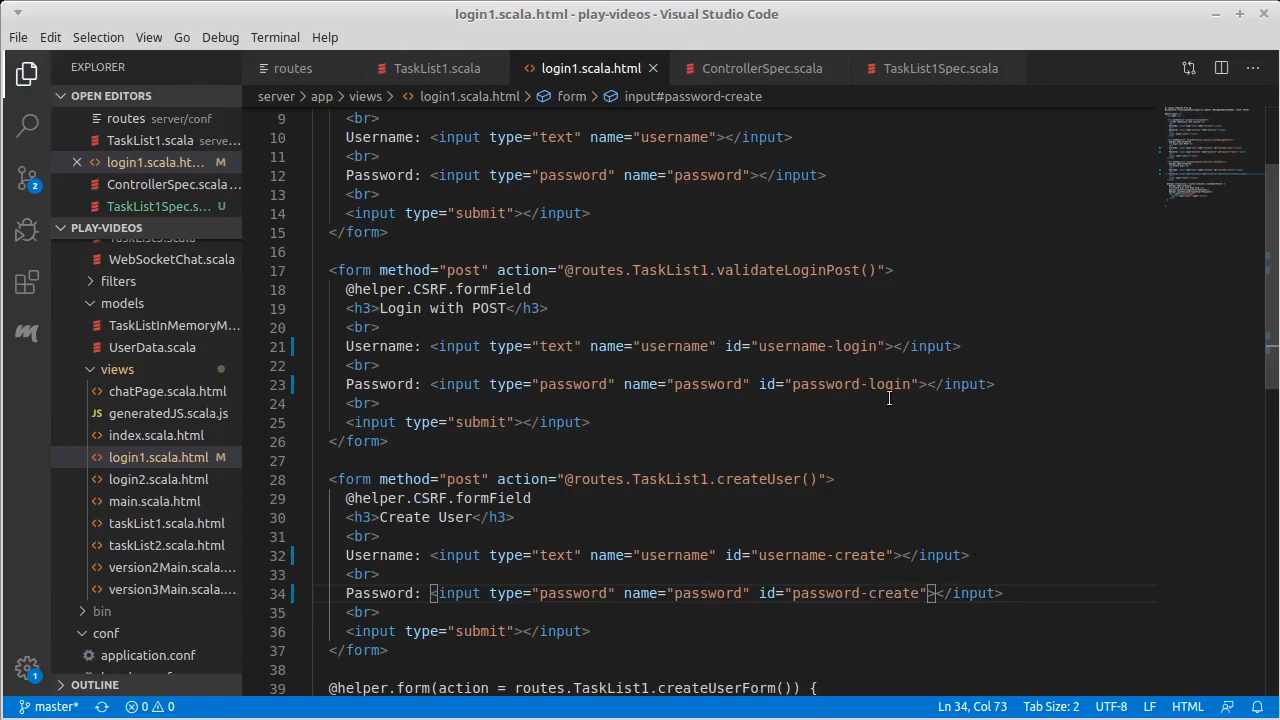 login1.scala.html - play-videos - Visual Studio Code
File Edit Selection View Go Debug Terminal Help
EXPLORER
routes TaskList1.scala login1.scala.html ControllerSpec.scala TaskList1Spec.scala
server > app > views > login1.scala.html > form > input#password-create
OPEN EDITORS
routes server/conf
TaskList1.scala serve...
login1.scala.ht... M
ControllerSpec.scala ...
TaskList1Spec.s... U
PLAY-VIDEOS
TaskList3.scala
WebSocketChat.scala
filters
models
TaskListInMemoryM...
UserData.scala
views
chatPage.scala.html
generatedJS.scala.js
index.scala.html
login1.scala.html M
login2.scala.html
main.scala.html
taskList1.scala.html
taskList2.scala.html
version2Main.scala....
version3Main.scala....
bin
conf
application.conf
OUTLINE
2
1
9 <br>
10 Username: <input type="text" name="username"></input>
11 <br>
12 Password: <input type="password" name="password"></input>
13 <br>
14 <input type="submit"></input>
15 </form>
16
17 <form method="post" action="@routes.TaskList1.validateLoginPost()">
18 @helper.CSRF.formField
19 <h3>Login with POST</h3>
20 <br>
21 Username: <input type="text" name="username" id="username-login"></input>
22 <br>
23 Password: <input type="password" name="password" id="password-login"></input>
24 <br>
25 <input type="submit"></input>
26 </form>
27
28 <form method="post" action="@routes.TaskList1.createUser()">
29 @helper.CSRF.formField
30 <h3>Create User</h3>
31 <br>
32 Username: <input type="text" name="username" id="username-create"></input>
33 <br>
34 Password: <input type="password" name="password" id="password-create"></input>
35 <br>
36 <input type="submit"></input>
37 </form>
38
39 @helper.form(action = routes.TaskList1.createUserForm()) {
master* 0 0 Ln 34, Col 73 Tab Size: 2 UTF-8 LF HTML